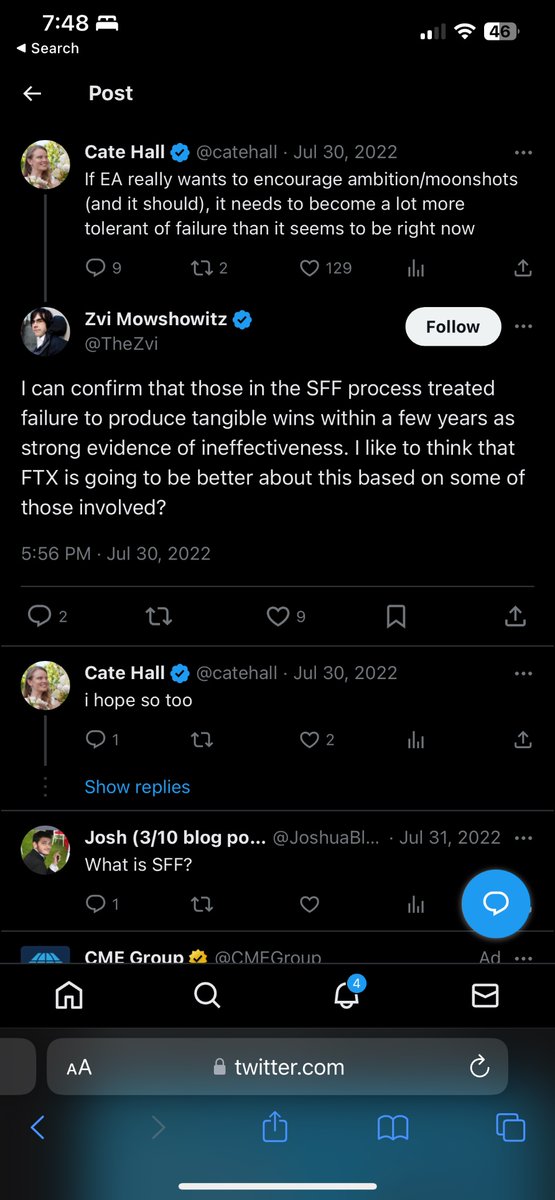 7:48
46
◀ Search
Post
Cate Hall @catehall · Jul 30, 2022
If EA really wants to encourage ambition/moonshots
(and it should), it needs to become a lot more
tolerant of failure than it seems to be right now
9 2 129
Zvi Mowshowitz
@TheZvi
Follow
I can confirm that those in the SFF process treated
failure to produce tangible wins within a few years as
strong evidence of ineffectiveness. I like to think that
FTX is going to be better about this based on some of
those involved?
5:56 PM · Jul 30, 2022
2 9
Cate Hall @catehall · Jul 30, 2022
i hope so too
1 2
Show replies
Josh (3/10 blog po... @JoshuaBl... · Jul 31, 2022
What is SFF?
1
CME Group @CMEGroup Ad
4
AA twitter.com